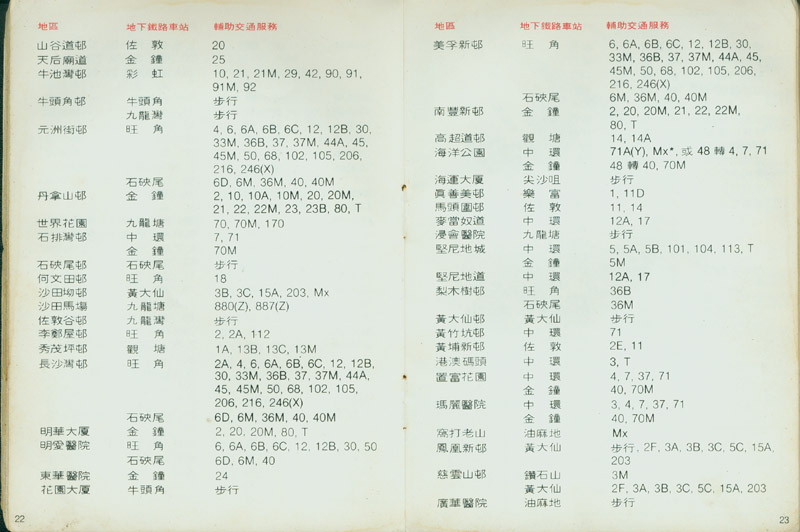 地區 地下鐵路車站 輔助交通服務
山谷道邨 佐敦 20
天后廟道 金鐘 25
牛池灣邨 彩虹 10, 21, 21M, 29, 42, 90, 91,
91M, 92
牛頭角邨 牛頭角 步行
九龍灣 步行
元洲街邨 旺角 4, 6, 6A, 6B, 6C, 12, 12B, 30,
33M, 36B, 37, 37M, 44A, 45,
45M, 50, 68, 102, 105, 206,
216, 246(X)
石硤尾 6D, 6M, 36M, 40, 40M
丹拿山邨 金鐘 2, 10, 10A, 10M, 20, 20M,
21, 22, 22M, 23, 23B, 80, T
世界花園 九龍塘 70, 70M, 170
石排灣邨 中環 7, 71
金鐘 70M
石硤尾邨 石硤尾 步行
何文田邨 旺角 18
沙田坳邨 黃大仙 3B, 3C, 15A, 203, Mx
沙田馬場 九龍塘 880(Z), 887(Z)
佐敦谷邨 九龍灣 步行
李鄭屋邨 旺角 2, 2A, 112
秀茂坪邨 觀塘 1A, 13B, 13C, 13M
長沙灣邨 旺角 2A, 4, 6, 6A, 6B, 6C, 12, 12B,
30, 33M, 36B, 37, 37M, 44A,
45, 45M, 50, 68, 102, 105,
206, 216, 246(X)
石硤尾 6D, 6M, 36M, 40, 40M
明華大廈 金鐘 2, 20, 20M, 80, T
明愛醫院 旺角 6, 6A, 6B, 6C, 12, 12B, 30, 50
石硤尾 6D, 6M, 40
東華醫院 金鐘 24
花園大廈 牛頭角 步行
22
地區 地下鐵路車站 輔助交通服務
美孚新邨 旺角 6, 6A, 6B, 6C, 12, 12B, 30,
33M, 36B, 37, 37M, 44A, 45,
45M, 50, 68, 102, 105, 206,
216, 246(X)
石硤尾 6M, 36M, 40, 40M
南豐新邨 金鐘 2, 20, 20M, 21, 22, 22M,
80, T
高超道邨 觀塘 14, 14A
海洋公園 中環 71A(Y), Mx*, 或 48 轉 4, 7, 71
金鐘 48 轉 40, 70M
海運大廈 尖沙咀 步行
眞善美邨 樂富 1, 11D
馬頭圍邨 佐敦 11, 14
麥當奴道 中環 12A, 17
浸會醫院 九龍塘 步行
堅尼地城 中環 5, 5A, 5B, 101, 104, 113, T
金鐘 5M
堅尼地道 中環 12A, 17
梨木樹邨 旺角 36B
石硤尾 36M
黃大仙邨 黃大仙 步行
黃竹坑邨 中環 71
黃埔新邨 佐敦 2E, 11
港澳碼頭 中環 3, T
置富花園 中環 4, 7, 37, 71
金鐘 40, 70M
瑪麗醫院 中環 3, 4, 7, 37, 71
金鐘 40, 70M
窩打老山 油麻地 Mx
鳳凰新邨 黃大仙 步行, 2F, 3A, 3B, 3C, 5C, 15A,
203
慈雲山邨 鑽石山 3M
黃大仙 2F, 3A, 3B, 3C, 5C, 15A, 203
廣華醫院 油麻地 步行
23